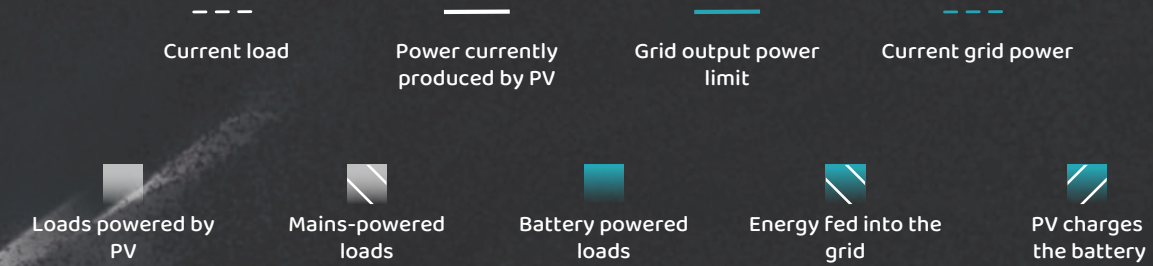 Current load
Power currently
produced by PV
Grid output power
limit
Current grid power
Loads powered by
PV
Mains-powered
loads
Battery powered
loads
Energy fed into the
grid
PV charges
the battery